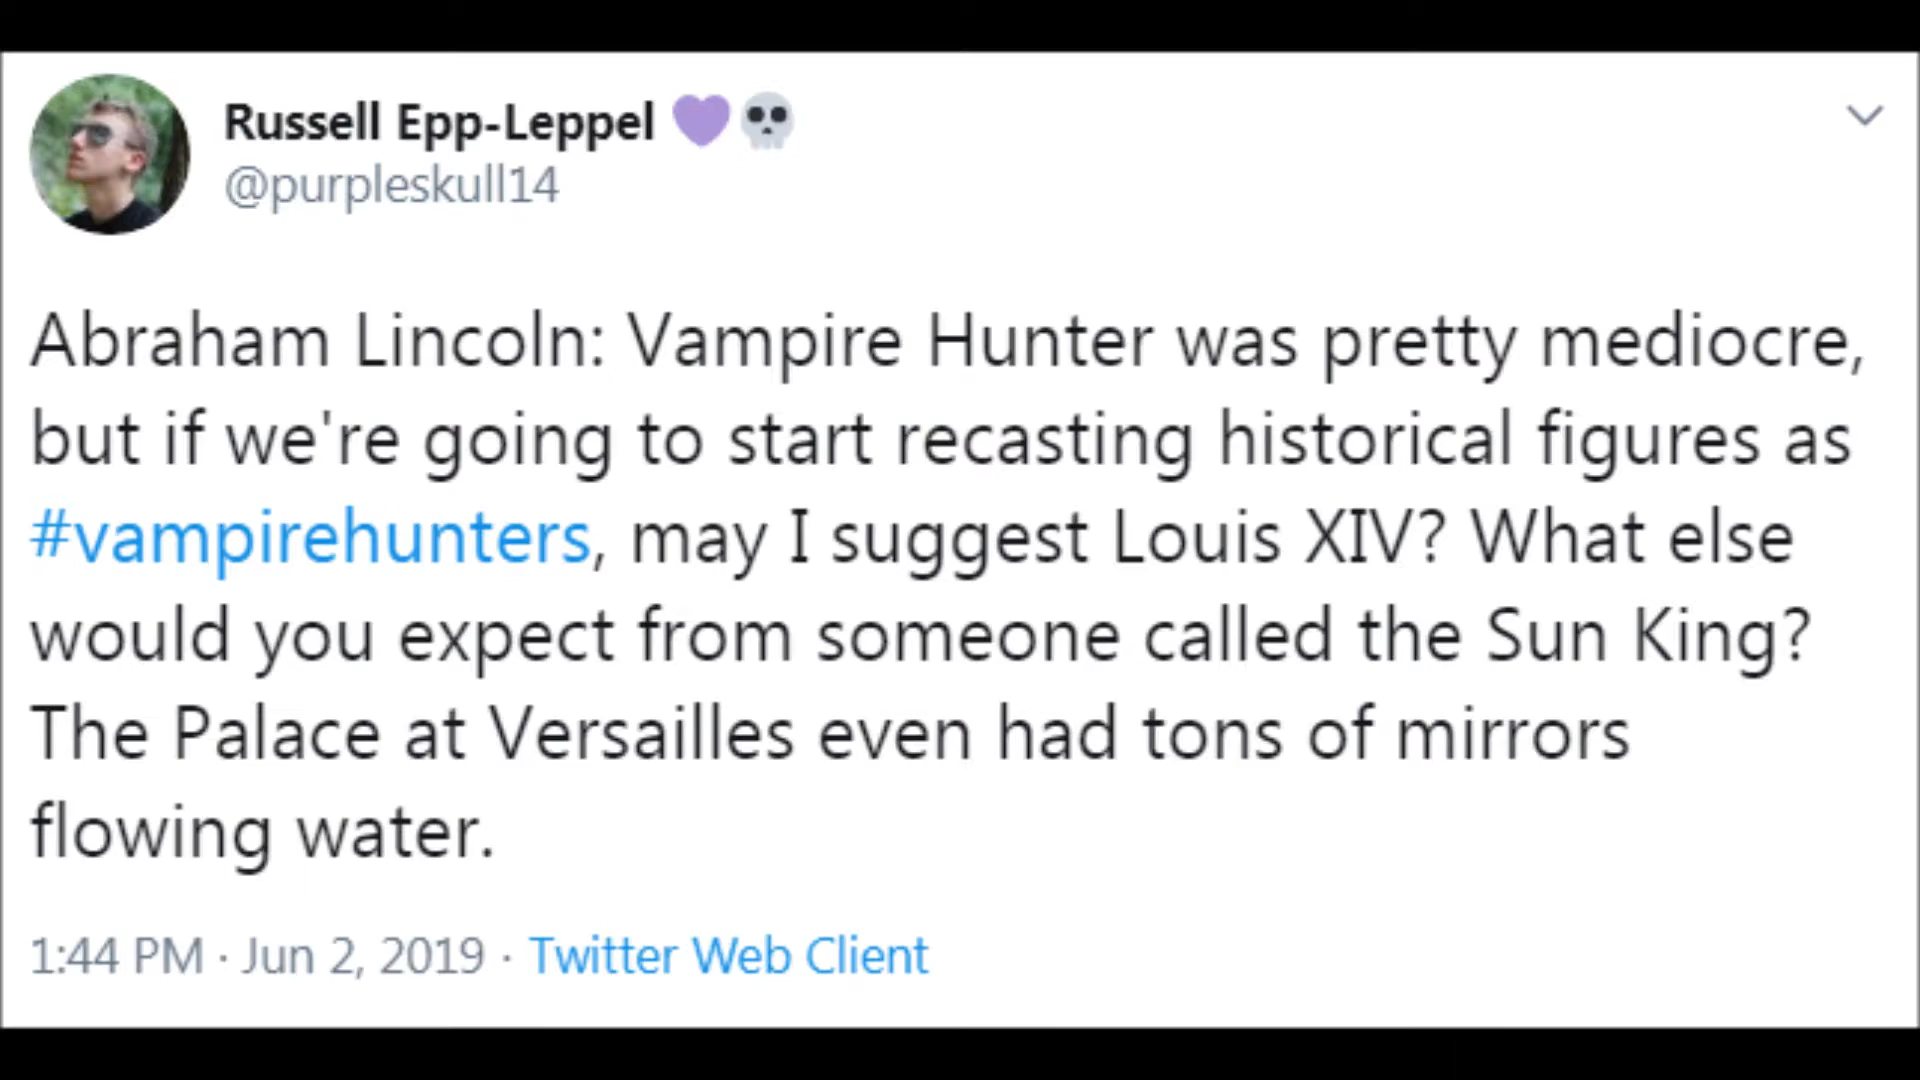 Russell Epp-Leppel 💜💀
@purpleskull14
Abraham Lincoln: Vampire Hunter was pretty mediocre,
but if we're going to start recasting historical figures as
#vampirehunters, may I suggest Louis XIV? What else
would you expect from someone called the Sun King?
The Palace at Versailles even had tons of mirrors
flowing water.
1:44 PM · Jun 2, 2019 · Twitter Web Client